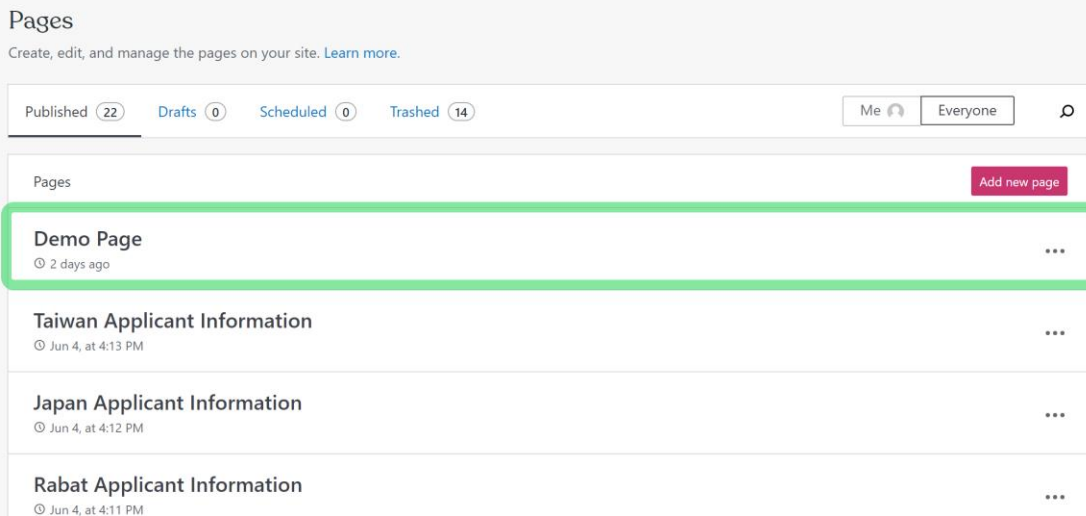 Pages
Create, edit, and manage the pages on your site. Learn more.
Published 22 Drafts 0 Scheduled 0 Trashed 14 Me Everyone
Pages Add new page
Demo Page
2 days ago
Taiwan Applicant Information
Jun 4, at 4:13 PM
Japan Applicant Information
Jun 4, at 4:12 PM
Rabat Applicant Information
Jun 4, at 4:11 PM